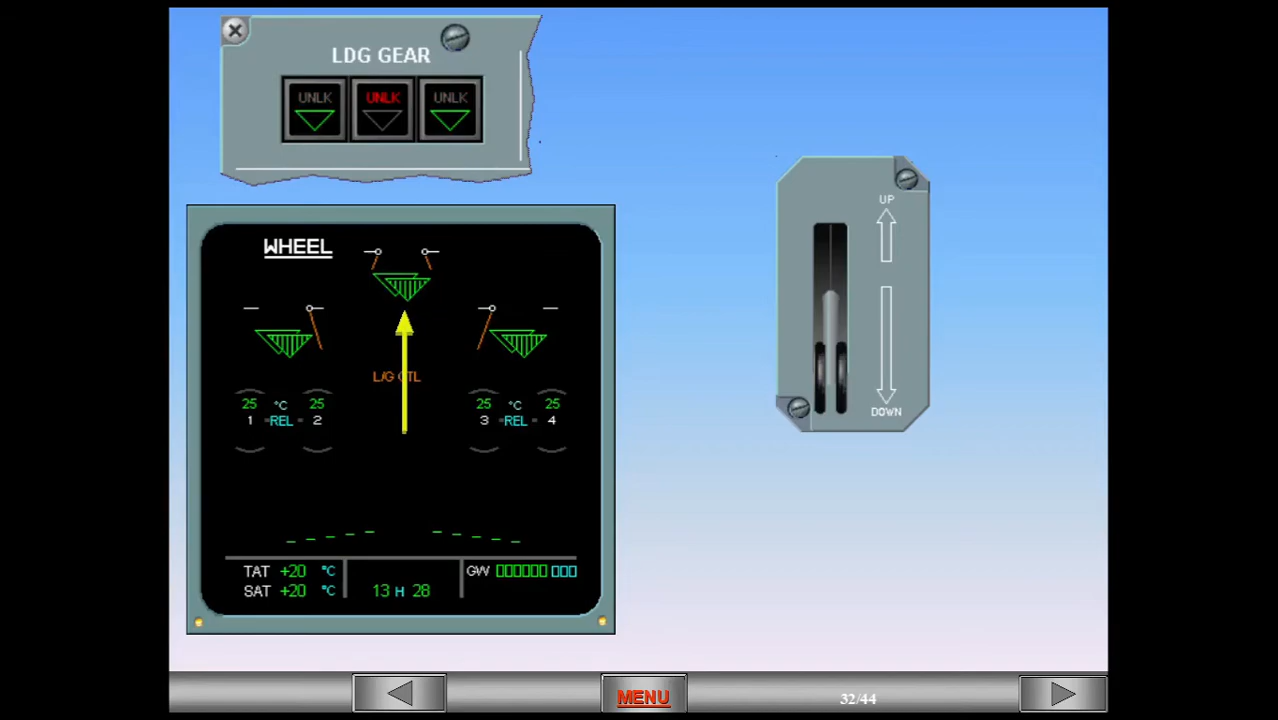 LDG GEAR
UNLK UNLK UNLK
UP
WHEEL
L/G CTL
25 °C 25 25 °C 25
1 REL 2 3 REL 4
DOWN
TAT +20 °C GW
SAT +20 °C 13 H 28
MENU
32/44